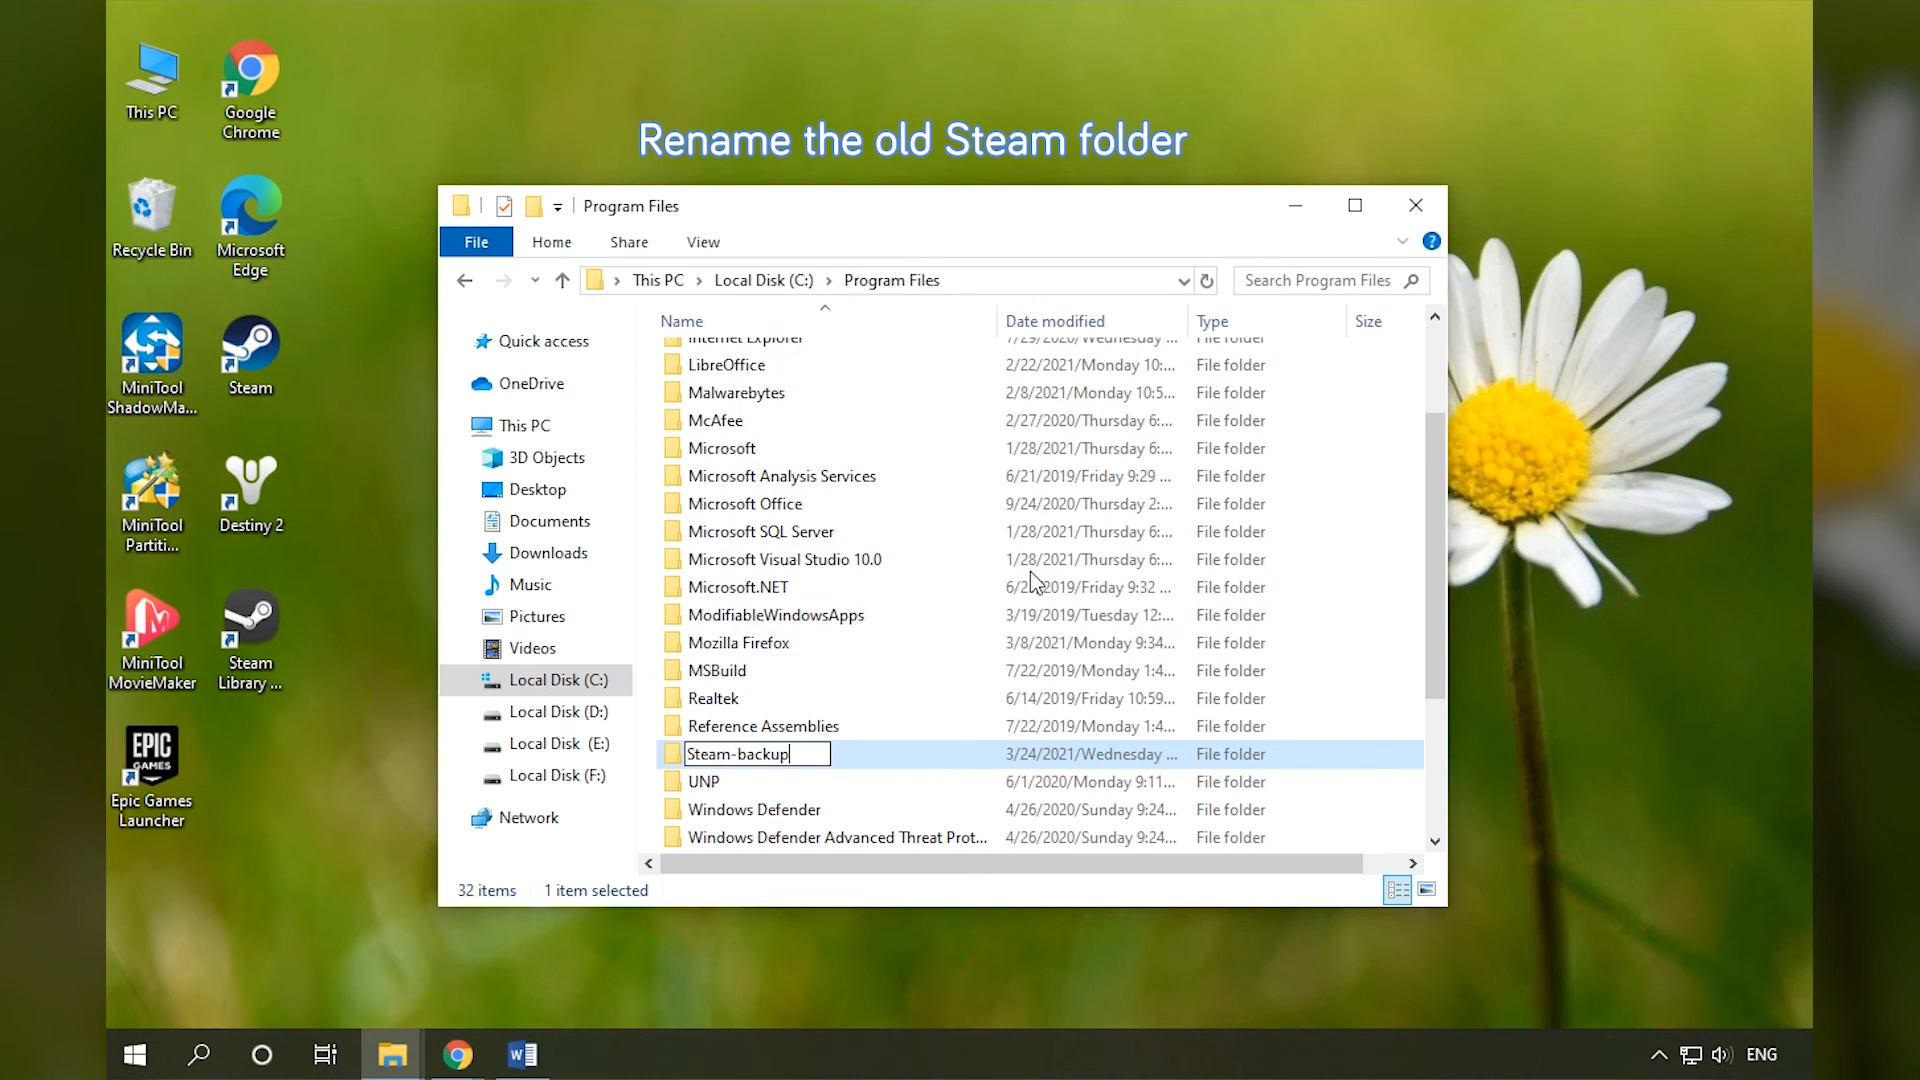 This PC
Google
Chrome
Recycle Bin
Microsoft
Edge
MiniTool
ShadowMa...
Steam
MiniTool
Partiti...
Destiny 2
MiniTool
MovieMaker
Steam
Library ...
EPIC
GAMES
Epic Games
Launcher
Rename the old Steam folder
Program Files
File Home Share View
This PC Local Disk (C:) Program Files
Search Program Files
Quick access
OneDrive
This PC
3D Objects
Desktop
Documents
Downloads
Music
Pictures
Videos
Local Disk (C:)
Local Disk (D:)
Local Disk (E:)
Local Disk (F:)
Network
Name Date modified Type Size
Internet Explorer 7/29/2020/Wednesday ... File folder
LibreOffice 2/22/2021/Monday 10:... File folder
Malwarebytes 2/8/2021/Monday 10:5... File folder
McAfee 2/27/2020/Thursday 6:... File folder
Microsoft 1/28/2021/Thursday 6:... File folder
Microsoft Analysis Services 6/21/2019/Friday 9:29 ... File folder
Microsoft Office 9/24/2020/Thursday 2:... File folder
Microsoft SQL Server 1/28/2021/Thursday 6:... File folder
Microsoft Visual Studio 10.0 1/28/2021/Thursday 6:... File folder
Microsoft.NET 9:32 ... File folder
ModifiableWindowsApps 3/19/2019/Tuesday 12:... File folder
Mozilla Firefox 3/8/2021/Monday 9:34... File folder
MSBuild 7/22/2019/Monday 1:4... File folder
Realtek 6/14/2019/Friday 10:59... File folder
Reference Assemblies 7/22/2019/Monday 1:4... File folder
Steam-backup 3/24/2021/Wednesday ... File folder
UNP 6/1/2020/Monday 9:11... File folder
Windows Defender 4/26/2020/Sunday 9:24... File folder
Windows Defender Advanced Threat Prot... 4/26/2020/Sunday 9:24... File folder
32 items 1 item selected
ENG